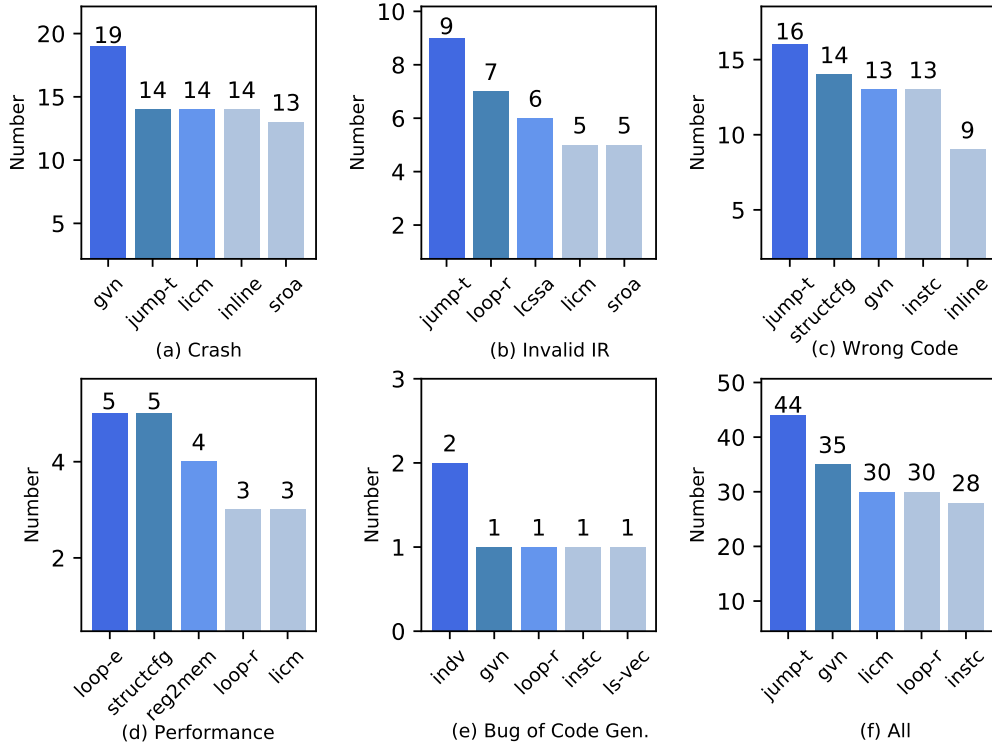 Number
20
15
10
5
19
14
14
14
13
gvn
jump-t
licm
inline
sroa
(a) Crash
Number
10
8
6
4
2
9
7
6
5
5
jump-t
loop-r
lcssa
licm
sroa
(b) Invalid IR
Number
15
10
5
16
14
13
13
9
jump-t
structcfg
gvn
instc
inline
(c) Wrong Code
Number
4
2
5
5
4
3
3
loop-e
structcfg
reg2mem
loop-r
licm
(d) Performance
Number
3
2
1
0
2
1
1
1
1
indv
gvn
loop-r
instc
ls-vec
(e) Bug of Code Gen.
Number
50
40
30
20
10
44
35
30
30
28
jump-t
gvn
licm
loop-r
instc
(f) All